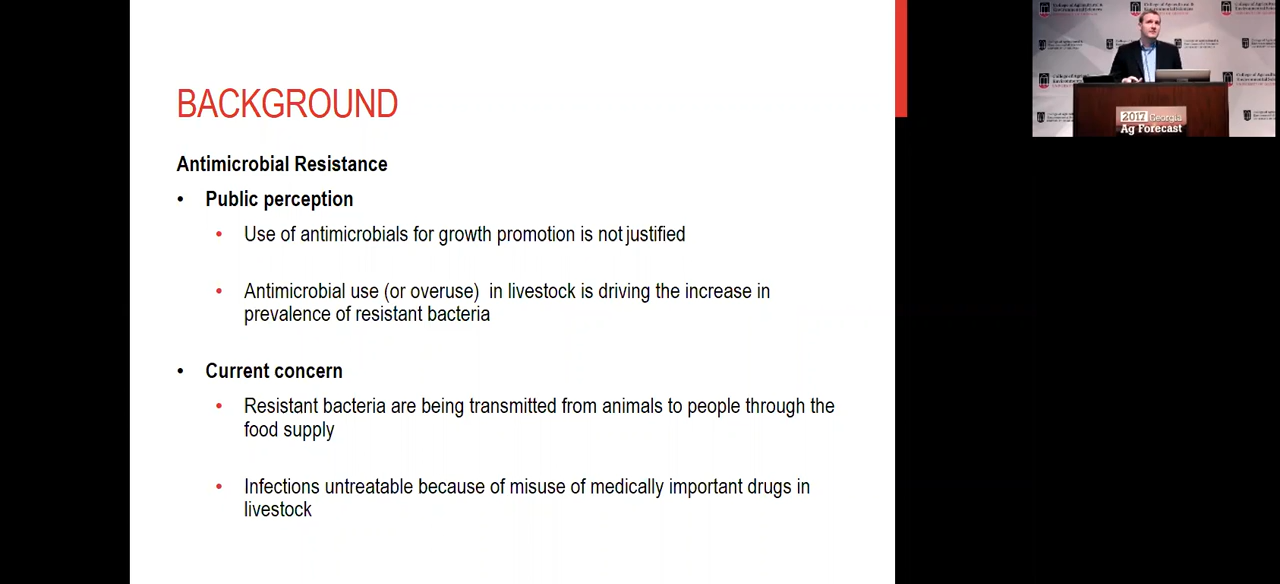 BACKGROUND
Antimicrobial Resistance
• Public perception
• Use of antimicrobials for growth promotion is not justified
• Antimicrobial use (or overuse)  in livestock is driving the increase in
prevalence of resistant bacteria
• Current concern
• Resistant bacteria are being transmitted from animals to people through the
food supply
• Infections untreatable because of misuse of medically important drugs in
livestock
2017 Georgia
Ag Forecast